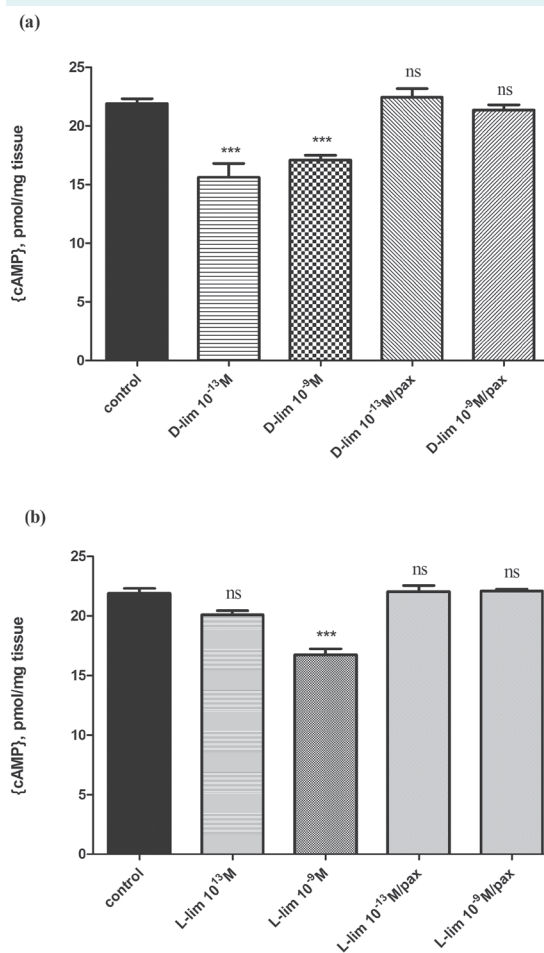 (a)
25
20
15
10
5
0
{cAMP}, pmol/mg tissue
***
***
ns
ns
control
D-lim 10⁻¹³M
D-lim 10⁻⁹M
D-lim 10⁻¹³M/pax
D-lim 10⁻⁹M/pax
(b)
25
20
15
10
5
0
{cAMP}, pmol/mg tissue
ns
***
ns
ns
control
L-lim 10¹³M
L-lim 10⁻⁹M
L-lim 10⁻¹³M/pax
L-lim 10⁻⁹M/pax